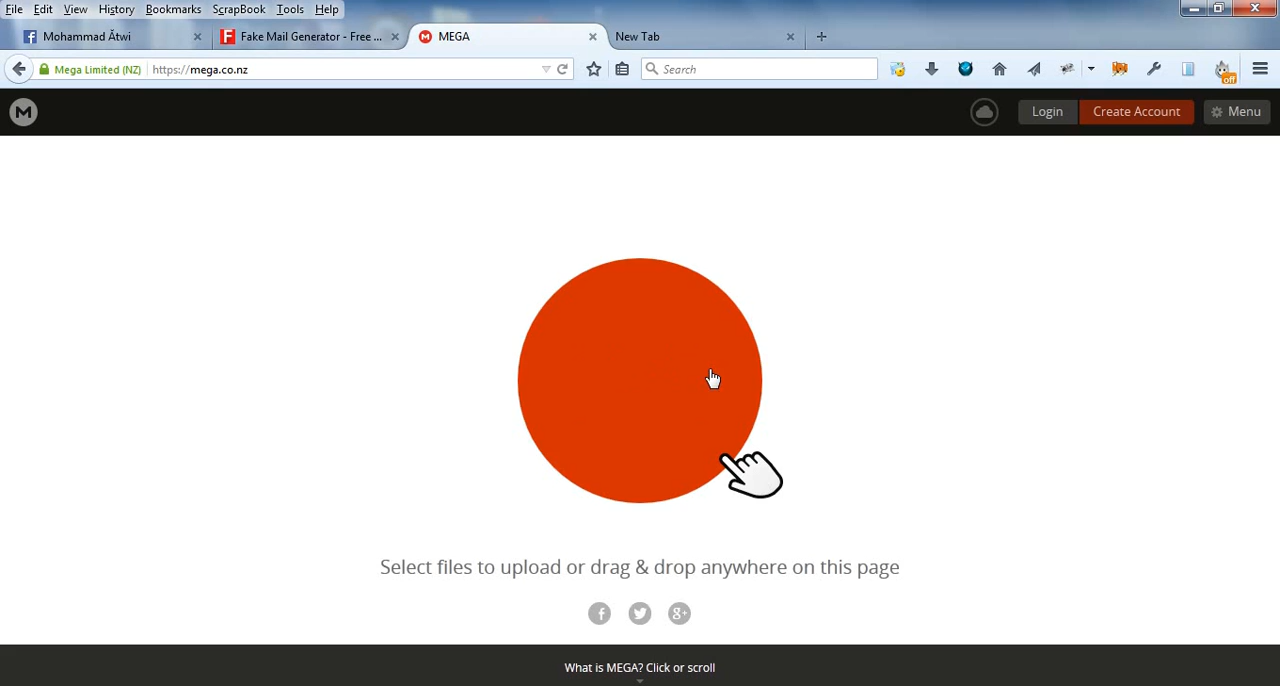 File Edit View History Bookmarks ScrapBook Tools Help
Mohammad Ãtwi Fake Mail Generator - Free ... MEGA New Tab
Mega Limited (NZ) https://mega.co.nz Search off
M Login Create Account Menu
Select files to upload or drag & drop anywhere on this page
What is MEGA? Click or scroll